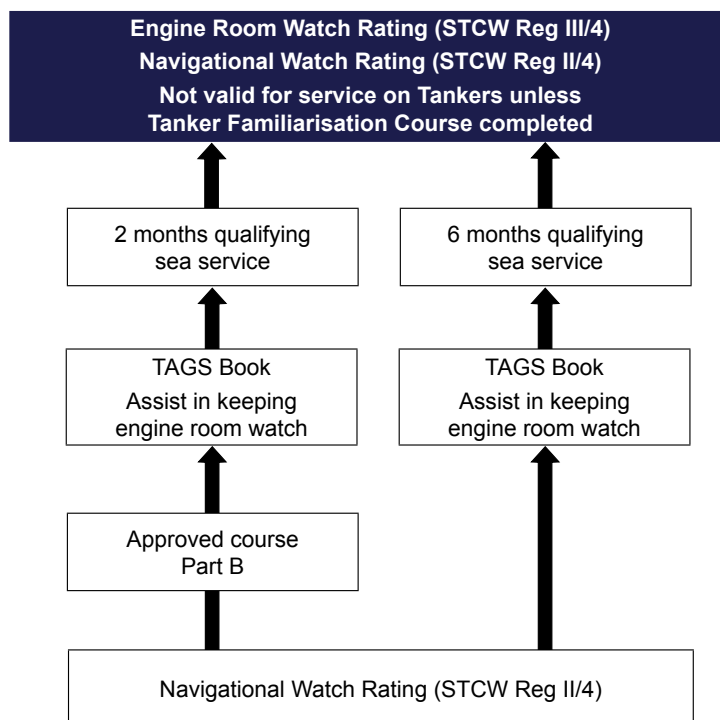 Engine Room Watch Rating (STCW Reg III/4)
Navigational Watch Rating (STCW Reg II/4)
Not valid for service on Tankers unless
Tanker Familiarisation Course completed
2 months qualifying
sea service
6 months qualifying
sea service
TAGS Book
Assist in keeping
engine room watch
TAGS Book
Assist in keeping
engine room watch
Approved course
Part B
Navigational Watch Rating (STCW Reg II/4)